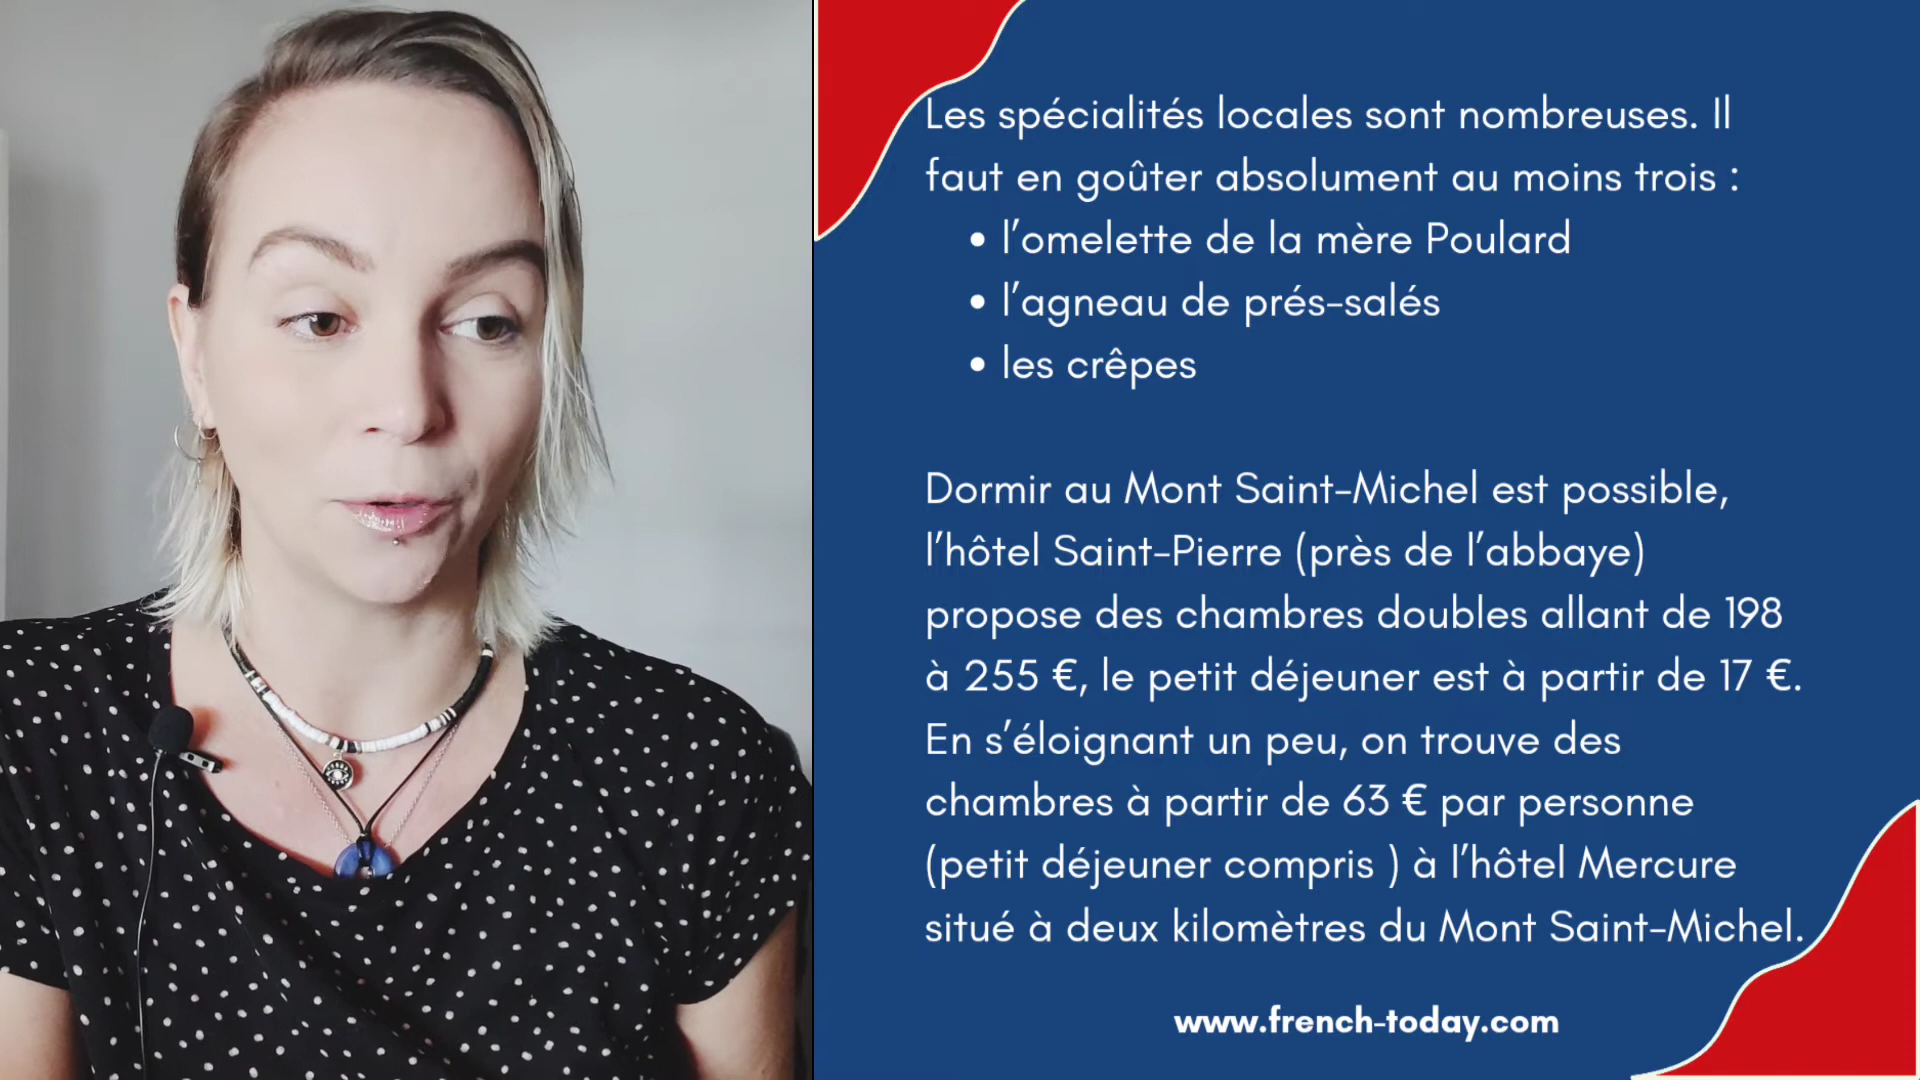 Les spécialités locales sont nombreuses. Il
faut en goûter absolument au moins trois :
• l'omelette de la mère Poulard
• l'agneau de prés-salés
• les crêpes
Dormir au Mont Saint-Michel est possible,
l'hôtel Saint-Pierre (près de l'abbaye)
propose des chambres doubles allant de 198
à 255 €, le petit déjeuner est à partir de 17 €.
En s'éloignant un peu, on trouve des
chambres à partir de 63 € par personne
(petit déjeuner compris ) à l'hôtel Mercure
situé à deux kilomètres du Mont Saint-Michel.
www.french-today.com